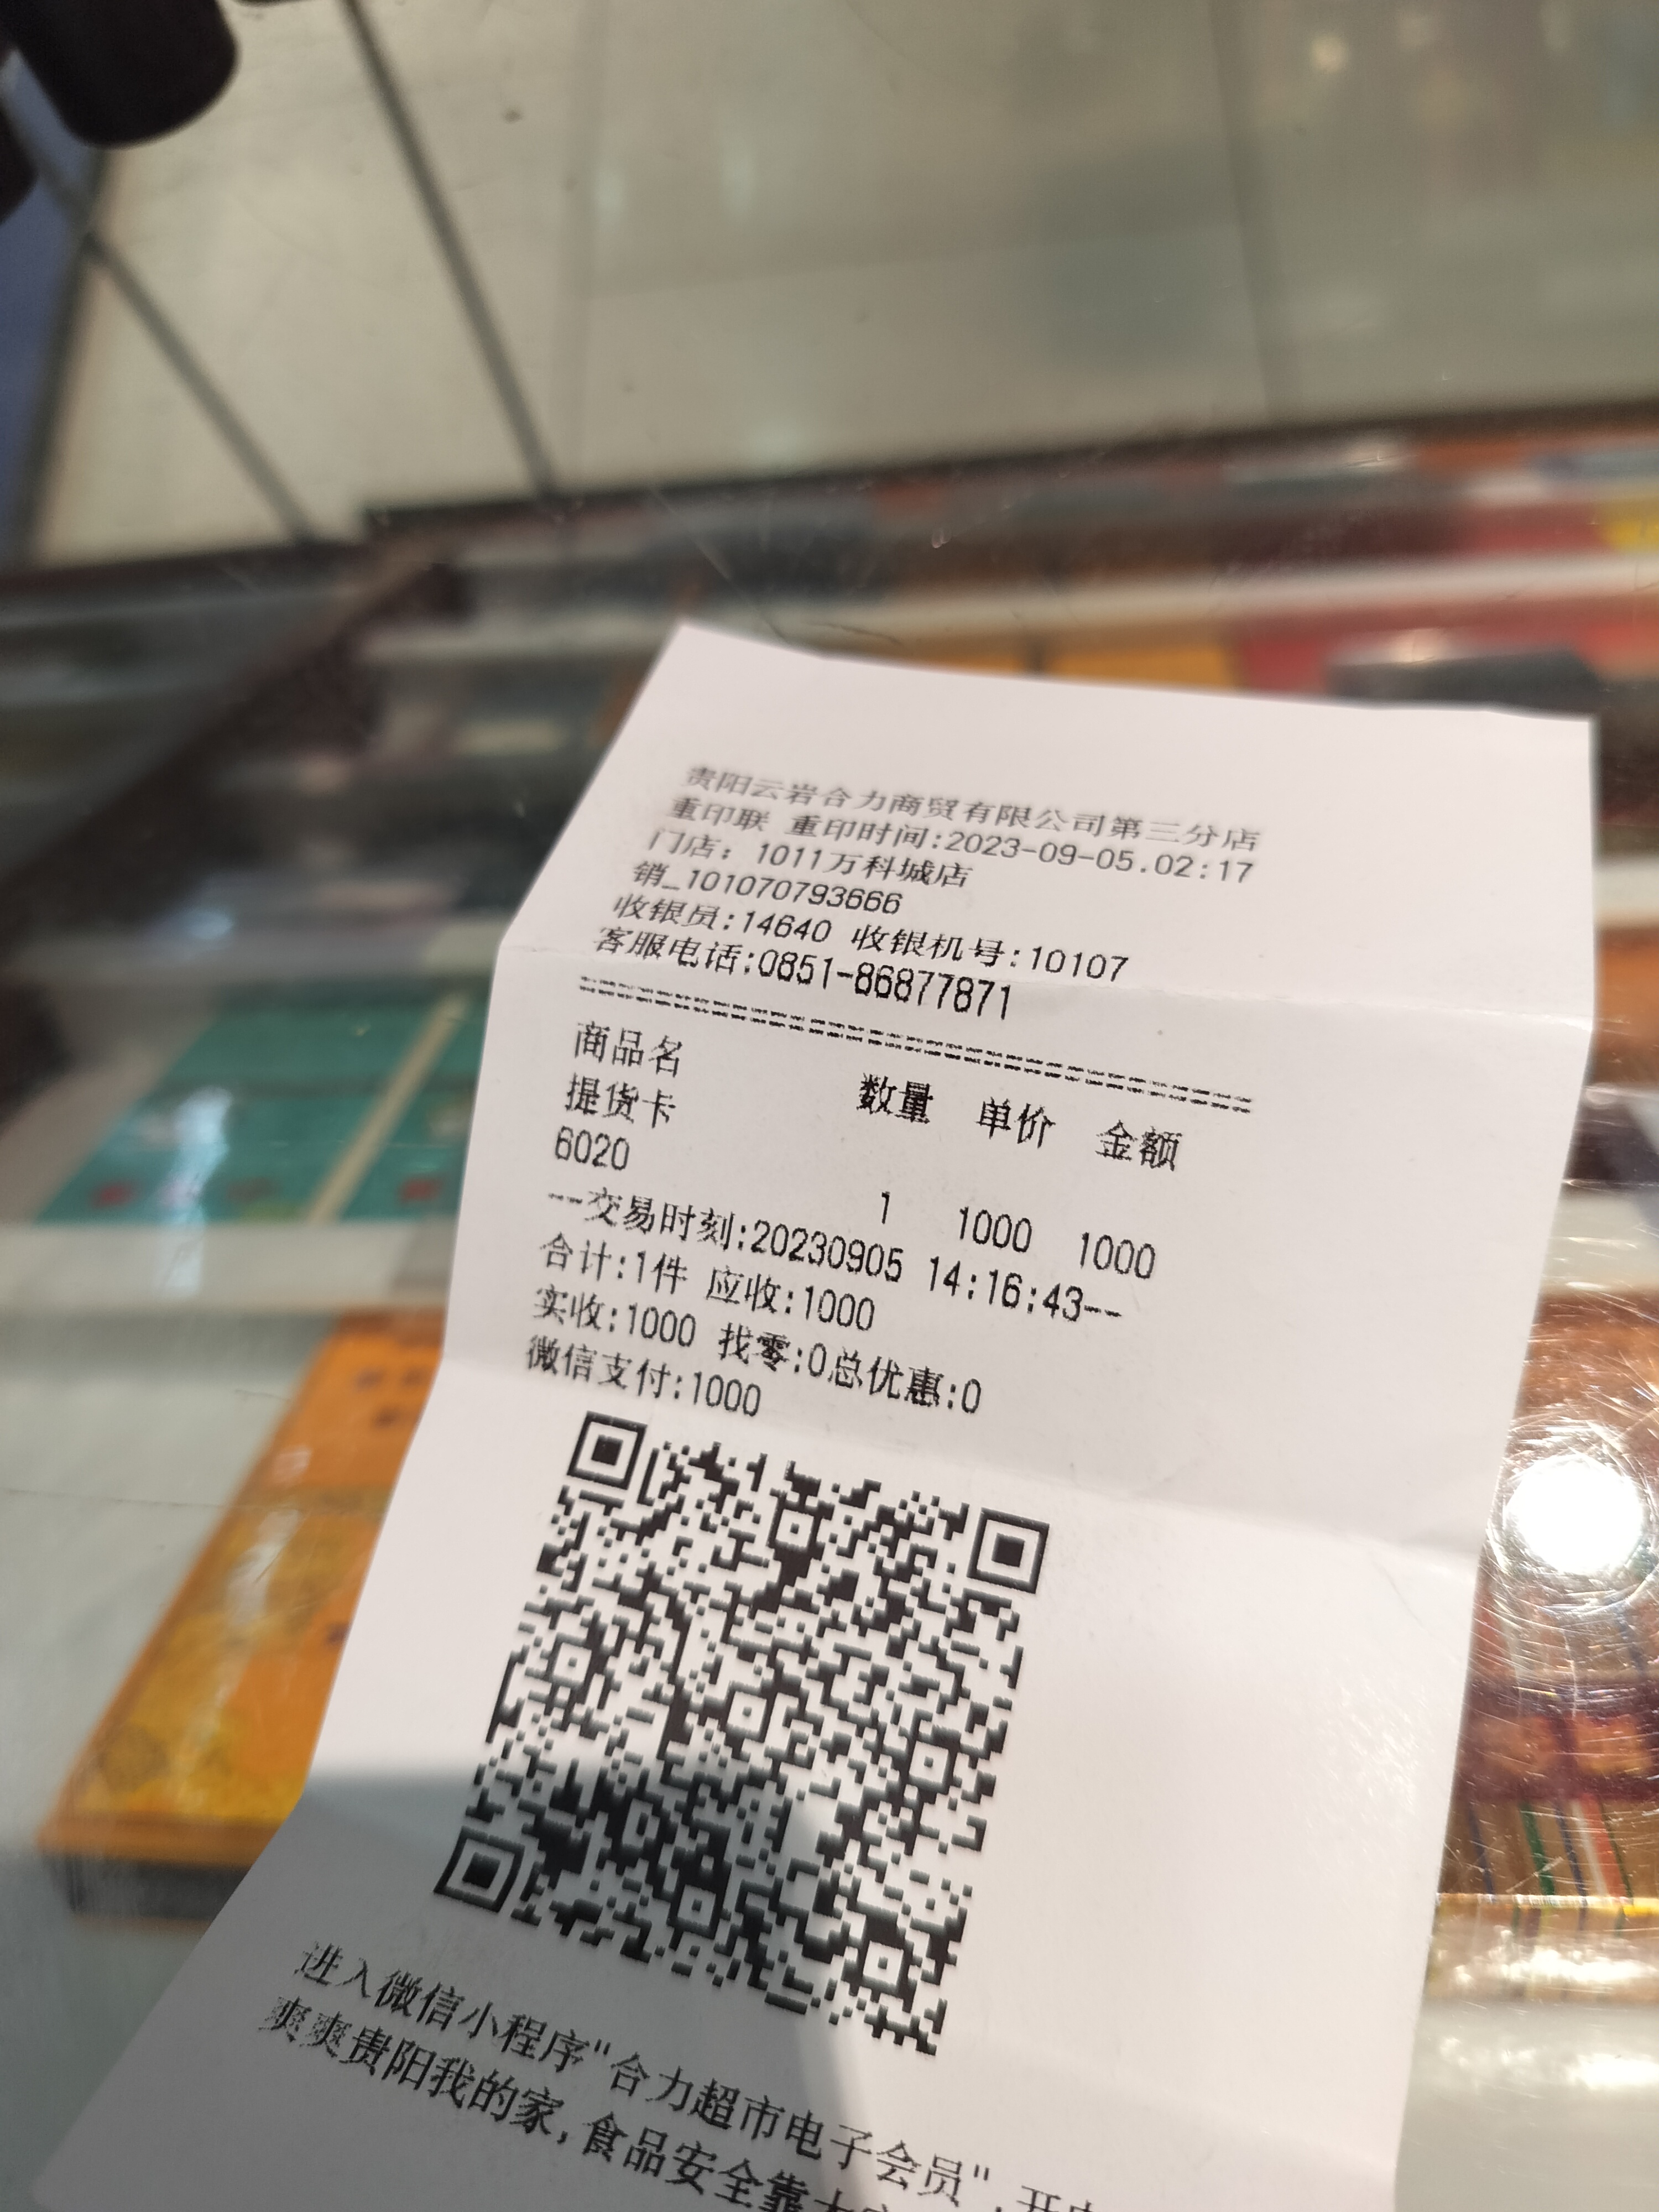 贵阳云岩合力商贸有限公司第三分店
重印联 重印时间:2023-09-05.02:17
门店：1011万科城店
销_101070793666
收银员:14640 收银机号:10107
客服电话:0851-86877871
商品名 数量 单价 金额
提货卡
6020
1 1000 1000
--交易时刻:20230905 14:16:43--
合计:1件 应收:1000
实收:1000 找零:0总优惠:0
微信支付:1000
进入微信小程序"合力超市电子会员",开
爽爽贵阳我的家,食品安全靠大